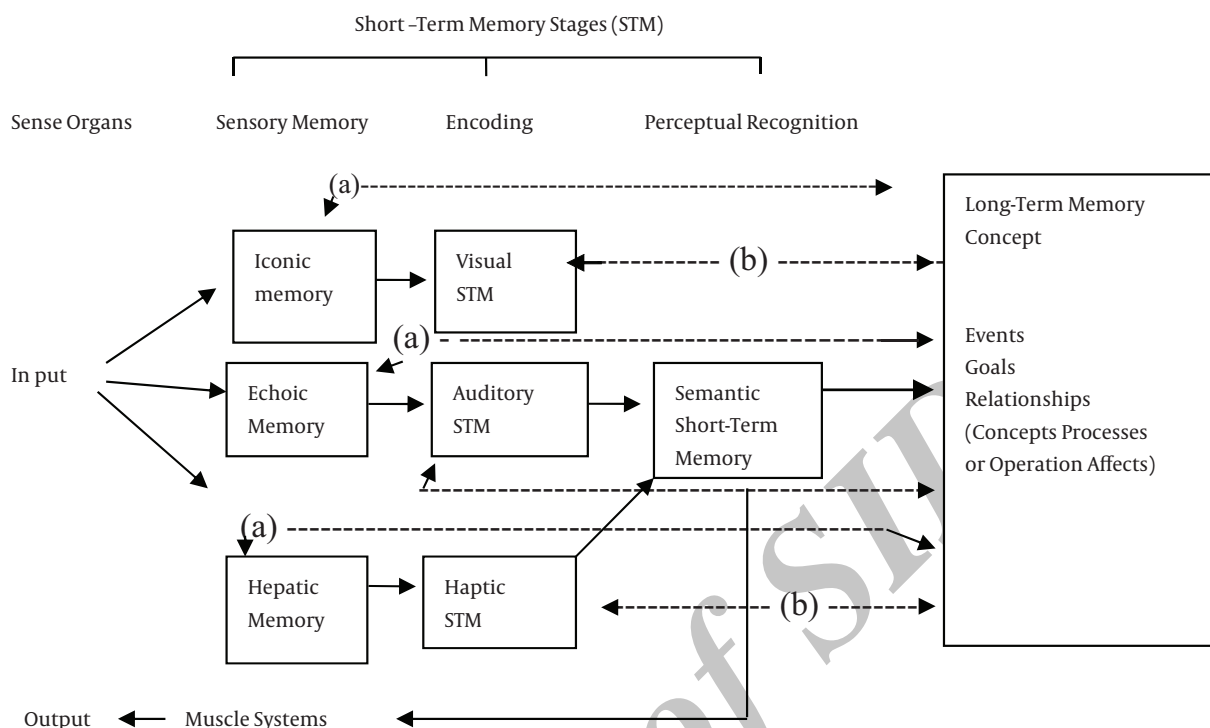 Short –Term Memory Stages (STM)
Sense Organs Sensory Memory Encoding Perceptual Recognition
(a)
Long-Term Memory
Concept
Iconic
memory
Visual
STM
(b)
(a)
Events
Goals
Relationships
(Concepts Processes
or Operation Affects)
In put
Echoic
Memory
Auditory
STM
Semantic
Short-Term
Memory
(a)
Hepatic
Memory
Haptic
STM
(b)
Output Muscle Systems
of SID